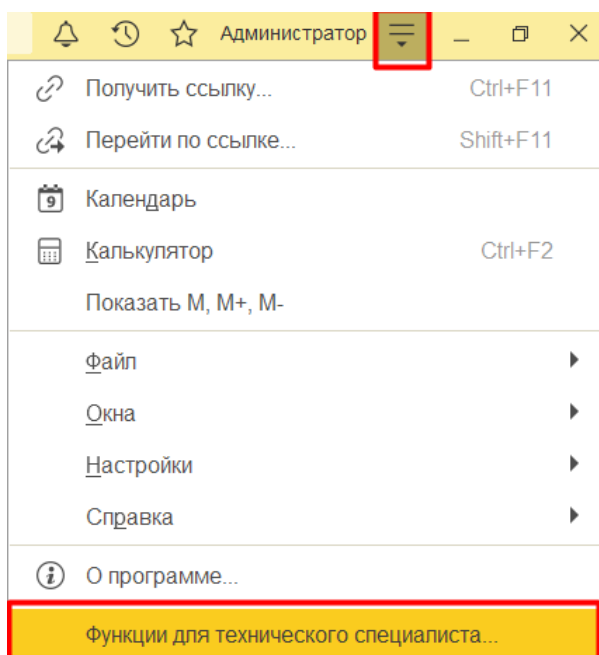 Администратор
Получить ссылку... Ctrl+F11
Перейти по ссылке... Shift+F11
9 Календарь
Калькулятор Ctrl+F2
Показать M, M+, M-
Файл
Окна
Настройки
Справка
О программе...
Функции для технического специалиста...